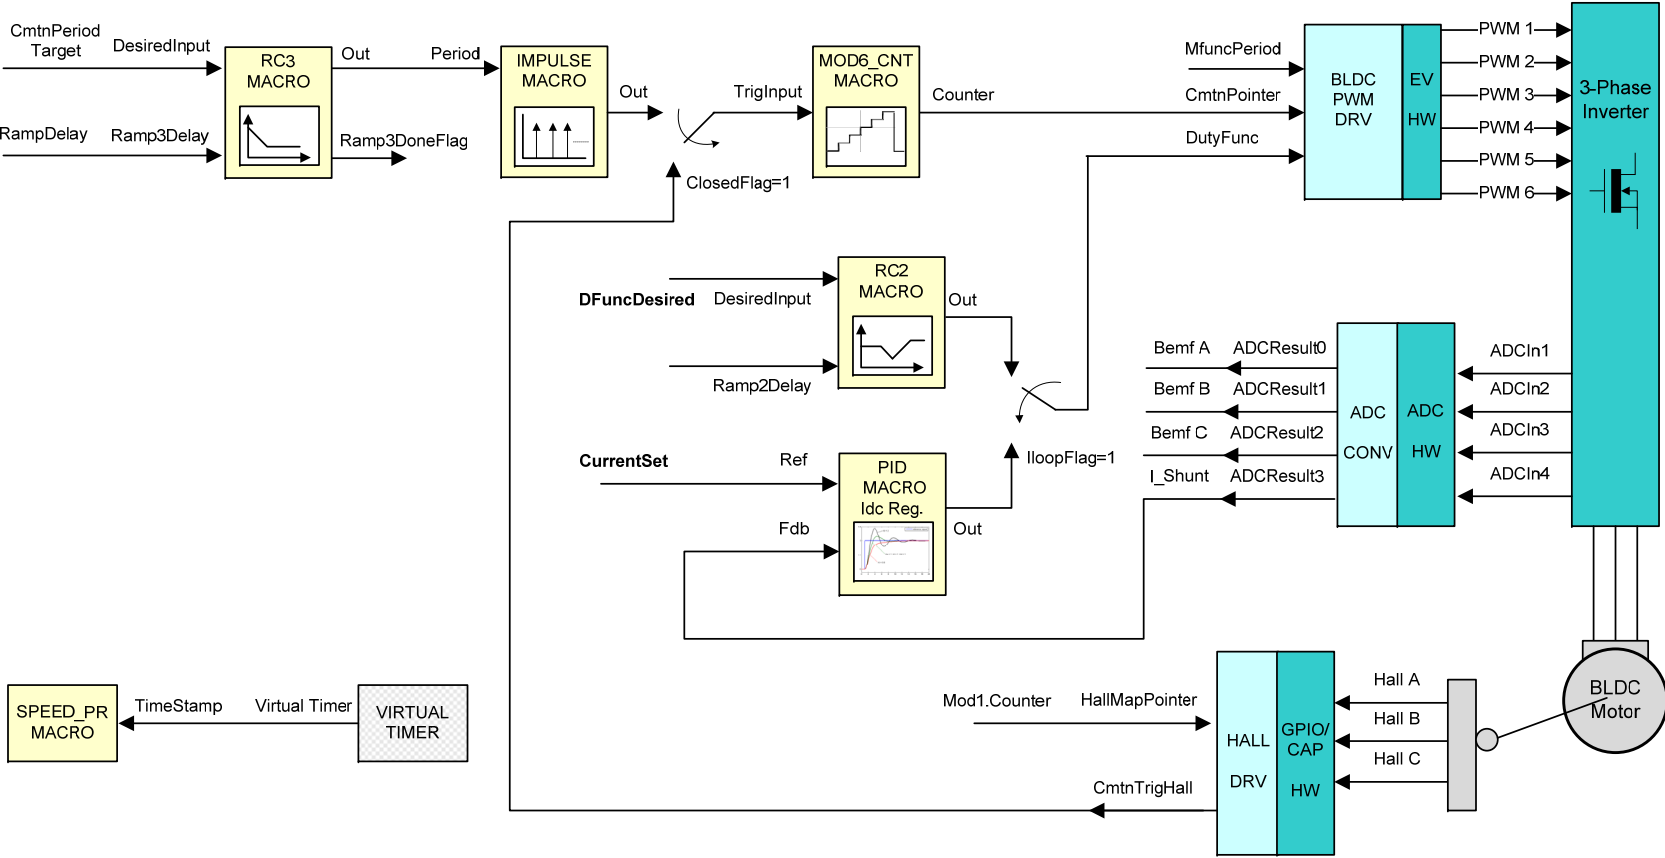 CmtnPeriod
Target
DesiredInput
RampDelay
Ramp3Delay
RC3
MACRO
Out
Ramp3DoneFlag
Period
IMPULSE
MACRO
Out
TrigInput
ClosedFlag=1
MOD6_CNT
MACRO
Counter
MfuncPeriod
CmtnPointer
DutyFunc
BLDC
PWM
DRV
EV
HW
PWM 1
PWM 2
PWM 3
PWM 4
PWM 5
PWM 6
3-Phase
Inverter
DFuncDesired
DesiredInput
Ramp2Delay
RC2
MACRO
Out
CurrentSet
Ref
Fdb
PID
MACRO
Idc Reg.
Out
IloopFlag=1
Bemf A
ADCResult0
Bemf B
ADCResult1
Bemf C
ADCResult2
I_Shunt
ADCResult3
ADC
CONV
ADC
HW
ADCIn1
ADCIn2
ADCIn3
ADCIn4
SPEED_PR
MACRO
TimeStamp
Virtual Timer
VIRTUAL
TIMER
Mod1.Counter
HallMapPointer
CmtnTrigHall
HALL
DRV
GPIO/
CAP
HW
Hall A
Hall B
Hall C
BLDC
Motor